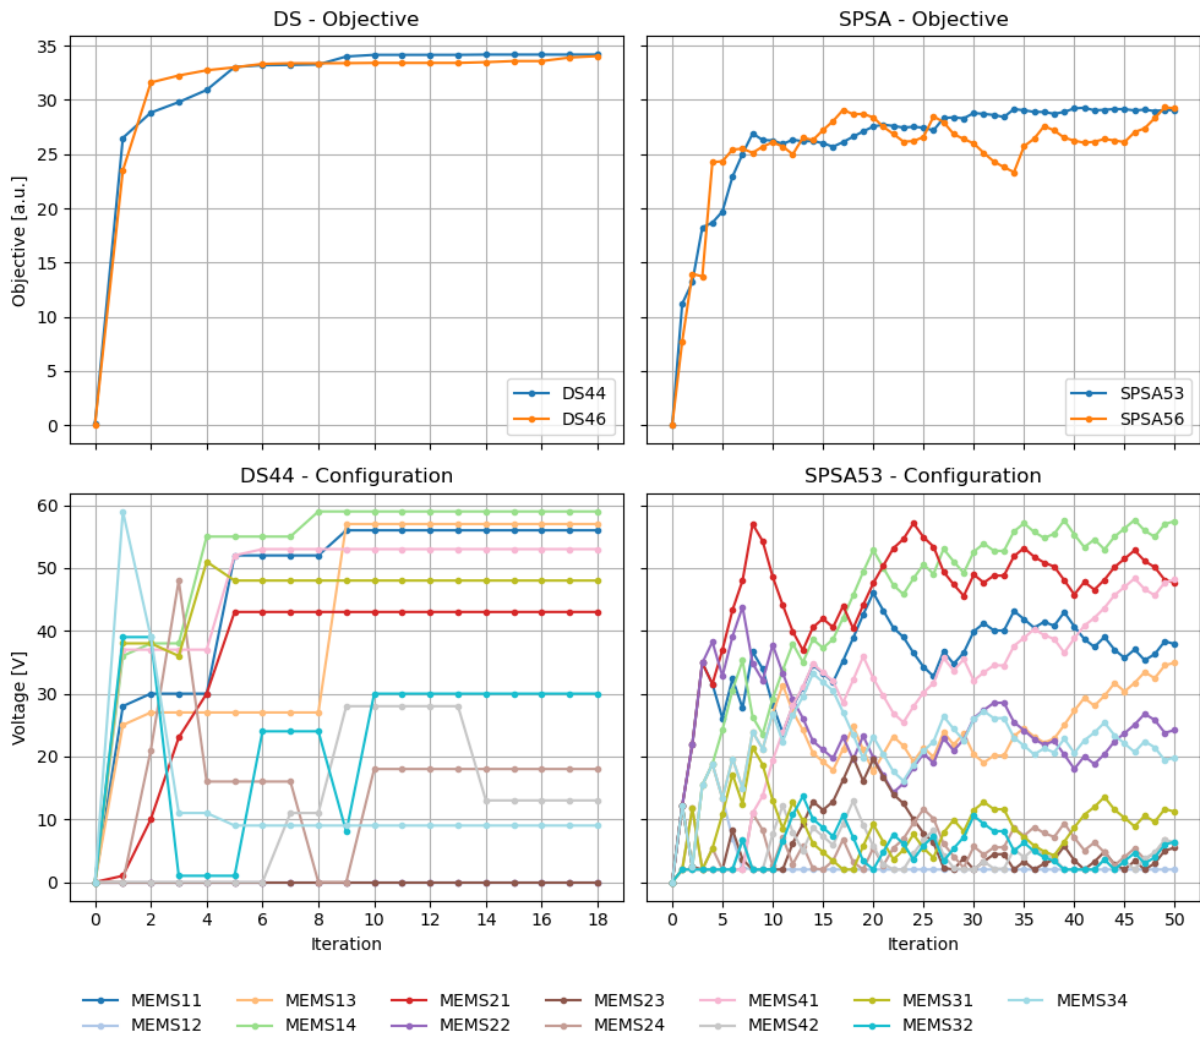 DS - Objective
SPSA - Objective
Objective [a.u.]
35
30
25
20
15
10
5
0
DS44
DS46
SPSA53
SPSA56
DS44 - Configuration
SPSA53 - Configuration
Voltage [V]
60
50
40
30
20
10
0
0 2 4 6 8 10 12 14 16 18
0 5 10 15 20 25 30 35 40 45 50
Iteration
Iteration
MEMS11 MEMS13 MEMS21 MEMS23 MEMS41 MEMS31 MEMS34
MEMS12 MEMS14 MEMS22 MEMS24 MEMS42 MEMS32